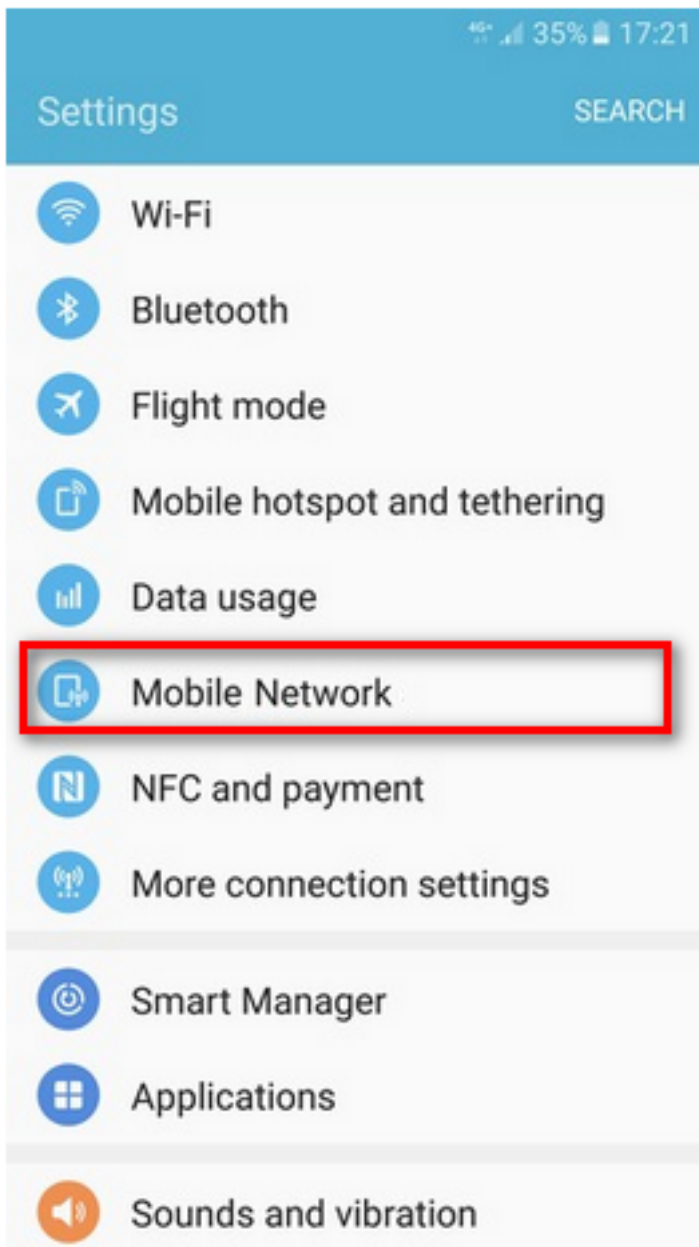 4G+ 35% 17:21
Settings SEARCH
Wi-Fi
Bluetooth
Flight mode
Mobile hotspot and tethering
Data usage
Mobile Network
NFC and payment
More connection settings
Smart Manager
Applications
Sounds and vibration